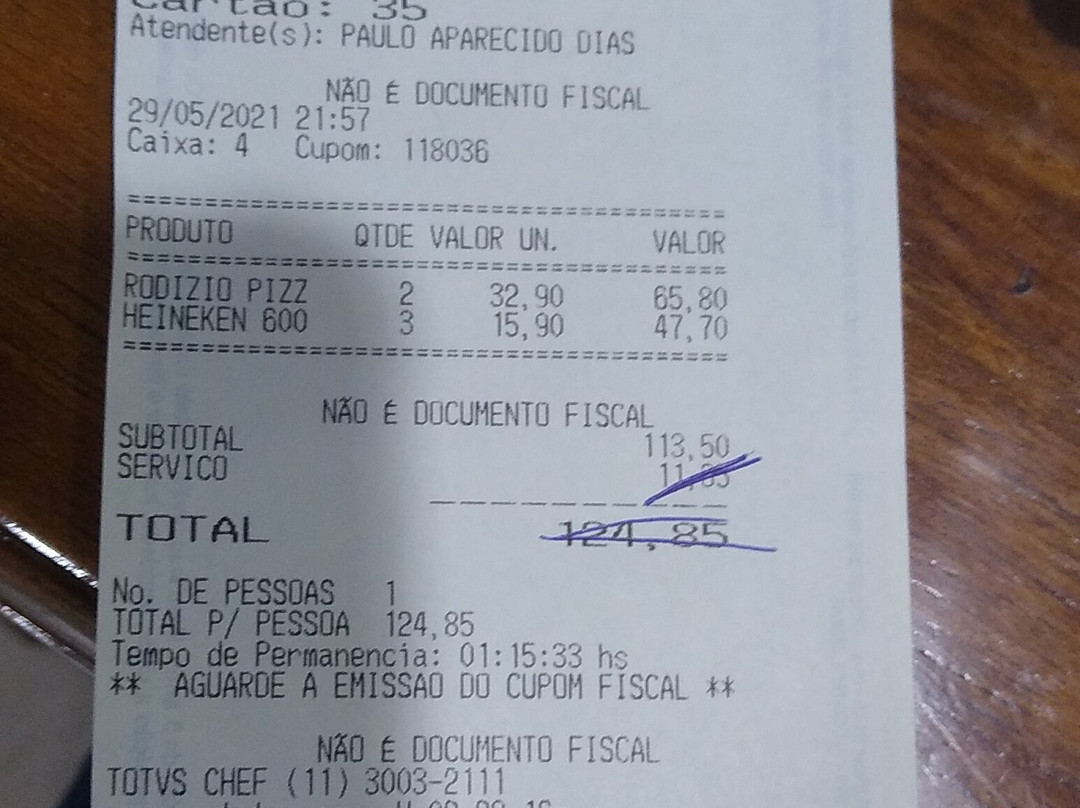 Cartao: 35
Atendente(s): PAULO APARECIDO DIAS
NÃO É DOCUMENTO FISCAL
29/05/2021 21:57
Caixa: 4 Cupom: 118036
========================================
PRODUTO QTDE VALOR UN. VALOR
========================================
RODIZIO PIZZ 2 32,90 65,80
HEINEKEN 600 3 15,90 47,70
========================================
NÃO É DOCUMENTO FISCAL
SUBTOTAL 113,50
SERVICO
TOTAL 124,85
No. DE PESSOAS 1
TOTAL P/ PESSOA 124,85
Tempo de Permanencia: 01:15:33 hs
** AGUARDE A EMISSAO DO CUPOM FISCAL **
NÃO É DOCUMENTO FISCAL
TOTVS CHEF (11) 3003-2111